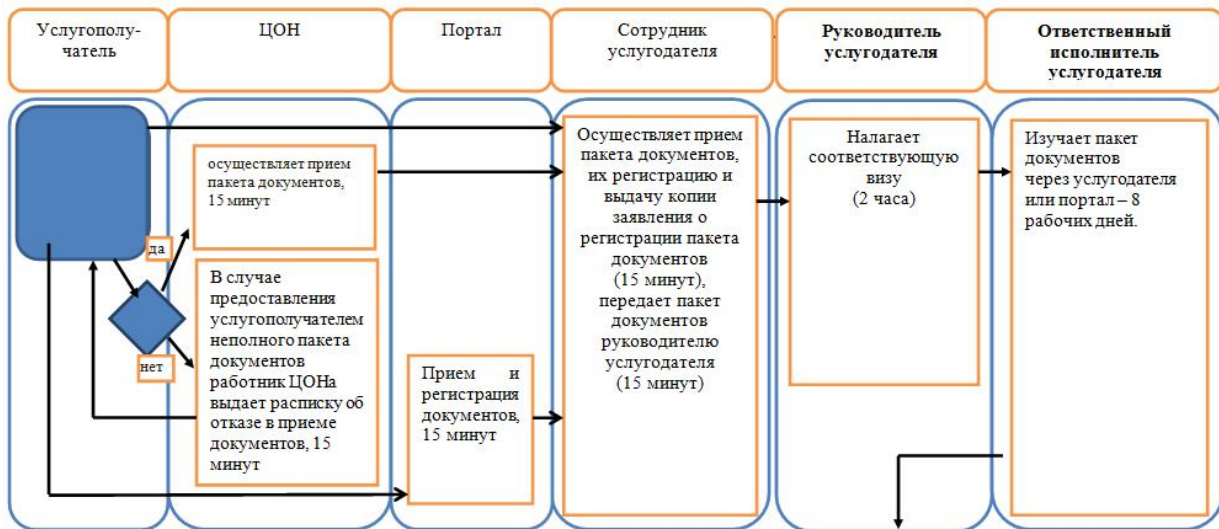 Услугополу-
чатель
ЦОН
Портал
Сотрудник
услугодателя
Руководитель
услугодателя
Ответственный
исполнитель
услугодателя
осуществляет прием
пакета документов,
15 минут
да
нет
В случае
предоставления
услугополучателем
неполного пакета
документов
работник ЦОНа
выдает расписку об
отказе в приеме
документов, 15
минут
Прием и
регистрация
документов,
15 минут
Осуществляет прием
пакета документов,
их регистрацию и
выдачу копии
заявления о
регистрации пакета
документов
(15 минут),
передает пакет
документов
руководителю
услугодателя
(15 минут)
Налагает
соответствующую
визу
(2 часа)
Изучает пакет
документов
через услугодателя
или портал – 8
рабочих дней.